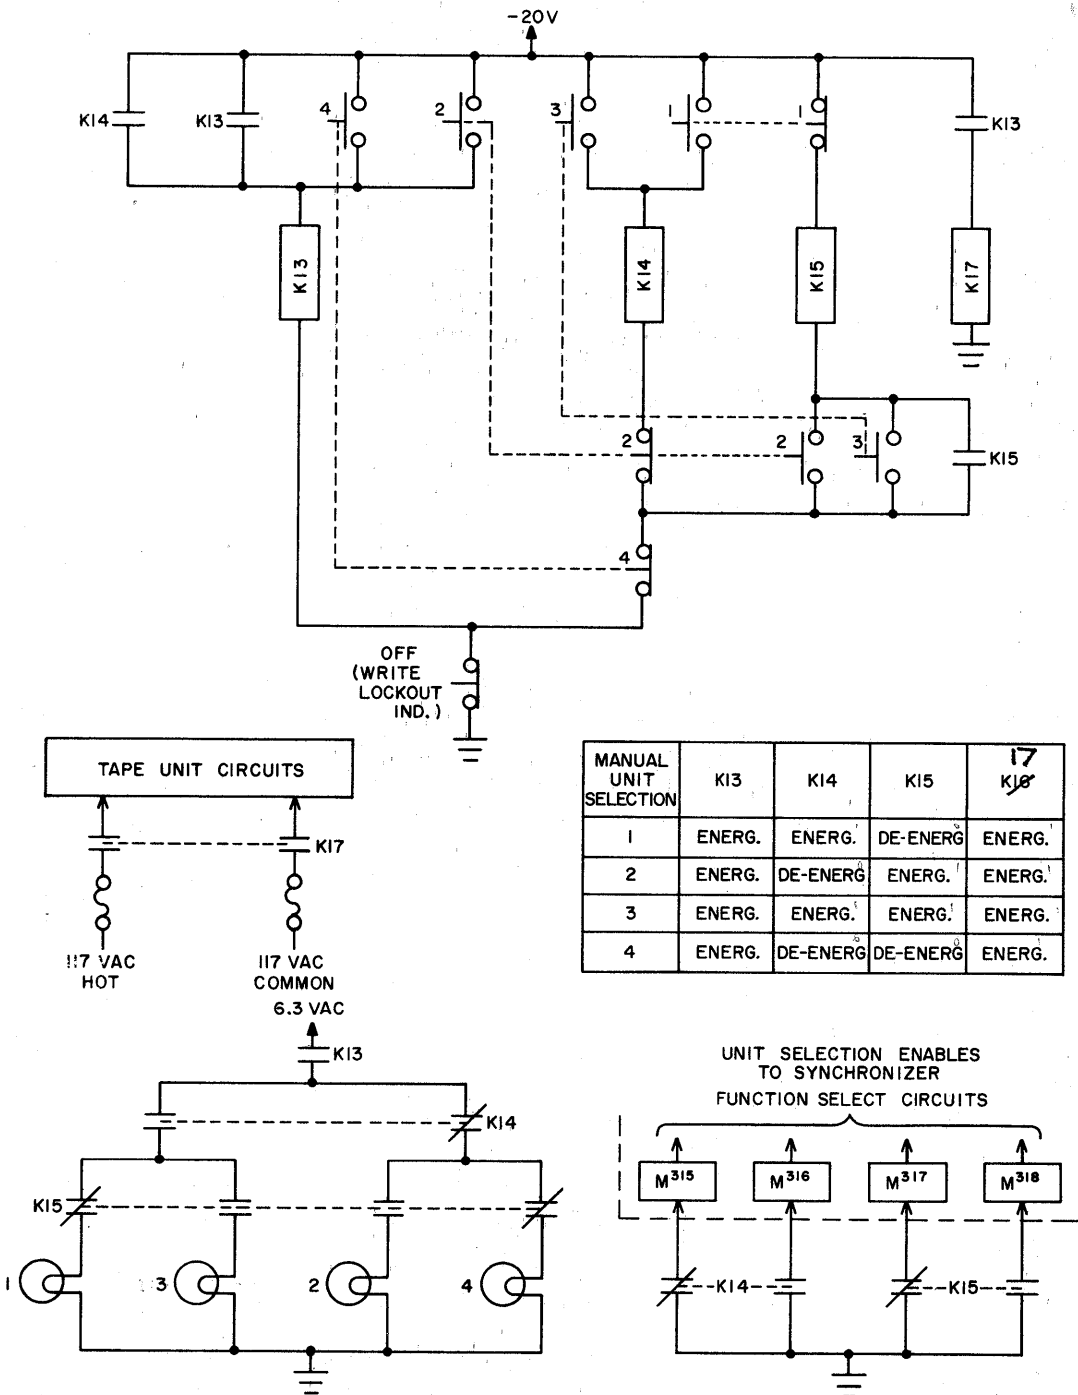 -20V
K14
K13
4
2
3
1
1
K13
K13
K14
K15
K17
2
2
3
K15
4
OFF
(WRITE
LOCKOUT
IND.)
TAPE UNIT CIRCUITS
K17
117 VAC
HOT
117 VAC
COMMON
MANUAL
UNIT
SELECTION
K13
K14
K15
17
K16
1 ENERG. ENERG. DE-ENERG ENERG.
2 ENERG. DE-ENERG ENERG. ENERG.
3 ENERG. ENERG. ENERG. ENERG.
4 ENERG. DE-ENERG DE-ENERG ENERG.
6.3 VAC
K13
K14
K15
1
3
2
4
UNIT SELECTION ENABLES
TO SYNCHRONIZER
FUNCTION SELECT CIRCUITS
M315
M316
M317
M318
K14
K15